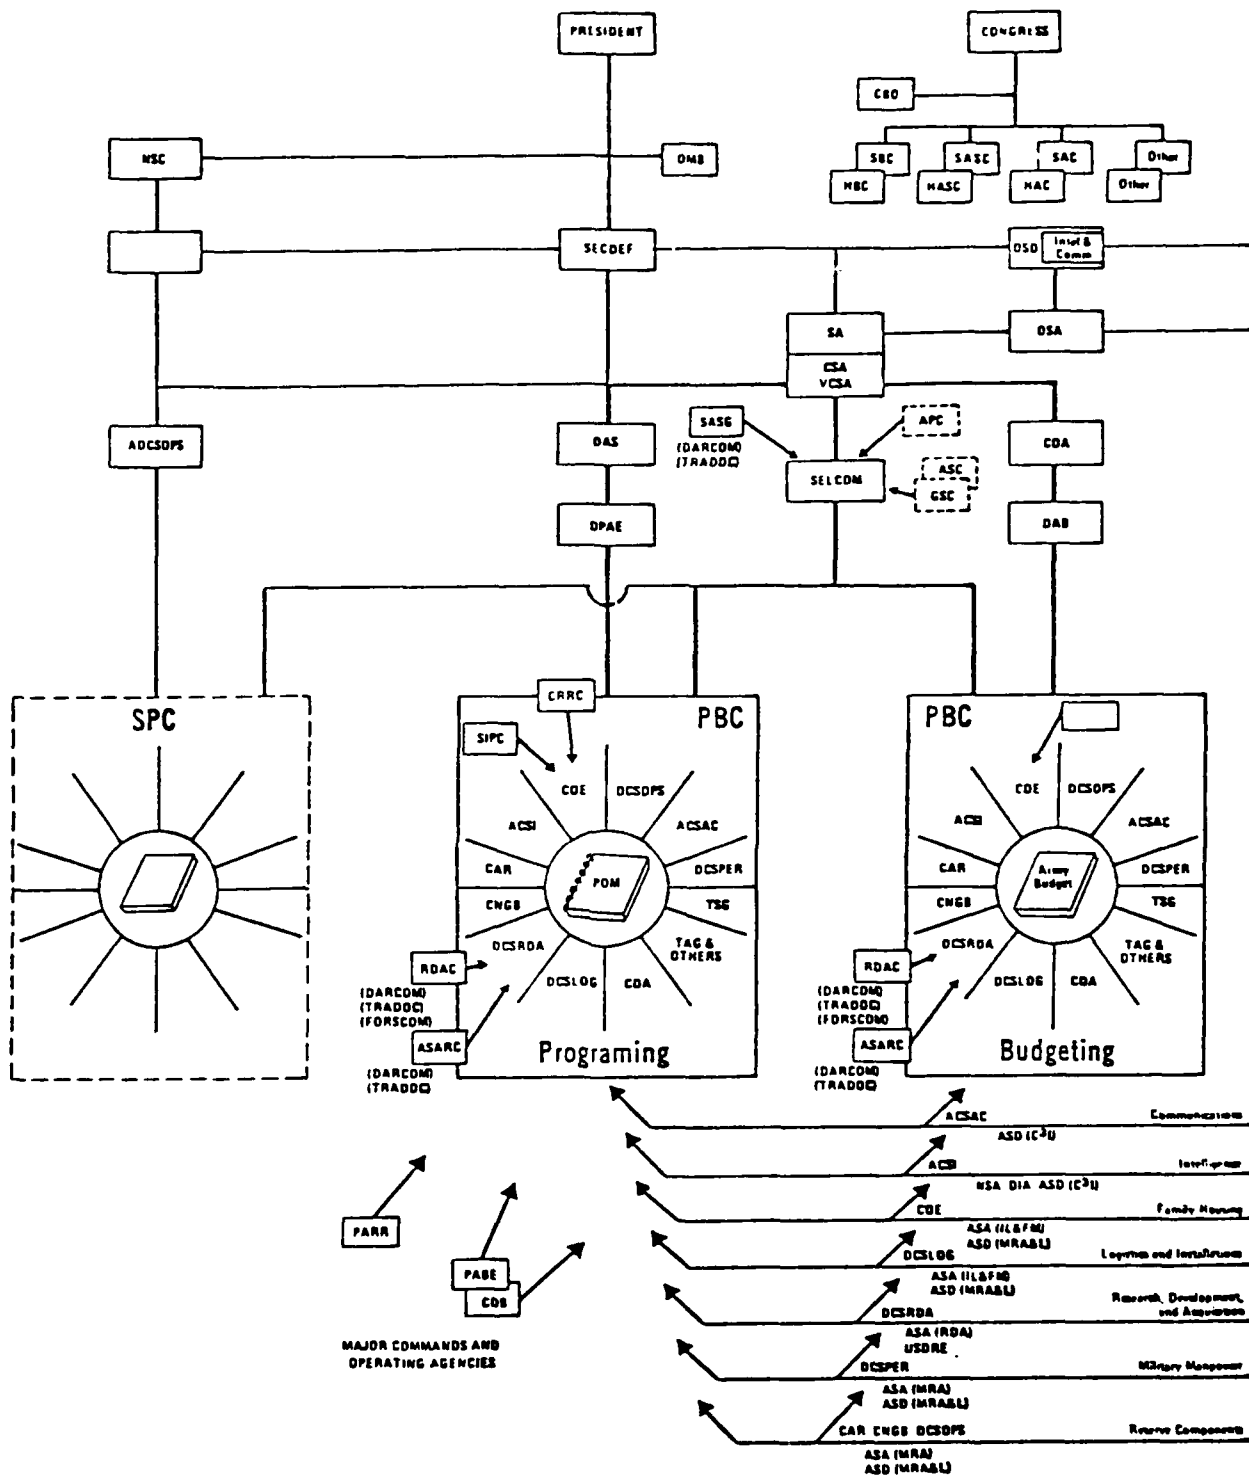 PRESIDENT
CONGRESS
CBO
NSC
OMB
SBC
SASC
SAC
Other
HBC
HASC
HAC
Other
SECDEF
OSD
Intel &
Comm
SA
OSA
CSA
VCSA
SASG
(DARCOM)
(TRADOC)
APC
ADCSOPS
DAS
COA
SELCOM
ASC
GSC
DPAE
DAB
SPC
CRRC
PBC
SIPC
COE
DCSOPS
ACSI
ACSAC
CAR
POM
DCSPER
CNGB
TSG
DCSRDA
TAG &
OTHERS
RDAC
(DARCOM)
(TRADOC)
(FORSCOM)
DCSLOG
COA
ASARC
(DARCOM)
(TRADOC)
Programing
PBC
COE
DCSOPS
ACSI
ACSAC
CAR
Army
Budget
DCSPER
CNGB
TSG
DCSRDA
TAG &
OTHERS
RDAC
(DARCOM)
(TRADOC)
(FORSCOM)
DCSLOG
COA
ASARC
(DARCOM)
(TRADOC)
Budgeting
ACSAC
Communications
ASD (C³I)
ACSI
Intelligence
NSA DIA ASD (C³I)
COE
Family Housing
ASA (IL&FM)
ASD (MRA&L)
DCSLOG
Logistics and Installations
ASA (IL&FM)
ASD (MRA&L)
DCSRDA
Research, Development,
and Acquisition
ASA (RDA)
USDRE
DCSPER
Military Manpower
ASA (MRA)
ASD (MRA&L)
CAR CNGB DCSOPS
Reserve Components
ASA (MRA)
ASD (MRA&L)
PARR
PABE
COB
MAJOR COMMANDS AND
OPERATING AGENCIES